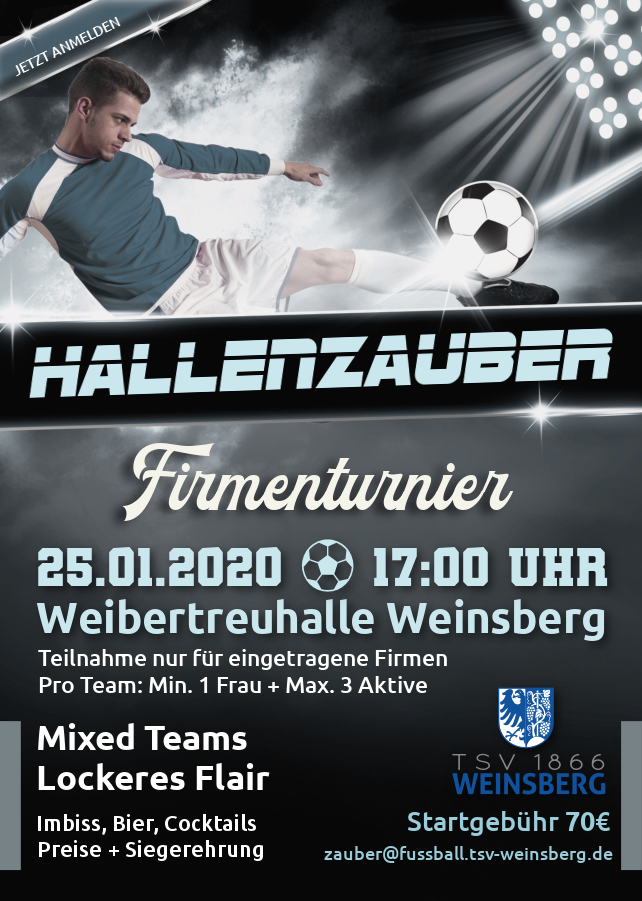 JETZT ANMELDEN
HALLENZAUBER
Firmenturnier
25.01.2020 17:00 UHR
Weibertreuhalle Weinsberg
Teilnahme nur für eingetragene Firmen
Pro Team: Min. 1 Frau + Max. 3 Aktive
Mixed Teams
Lockeres Flair
Imbiss, Bier, Cocktails
Preise + Siegerehrung
TSV 1866
WEINSBERG
Startgebühr 70€
zauber@fussball.tsv-weinsberg.de